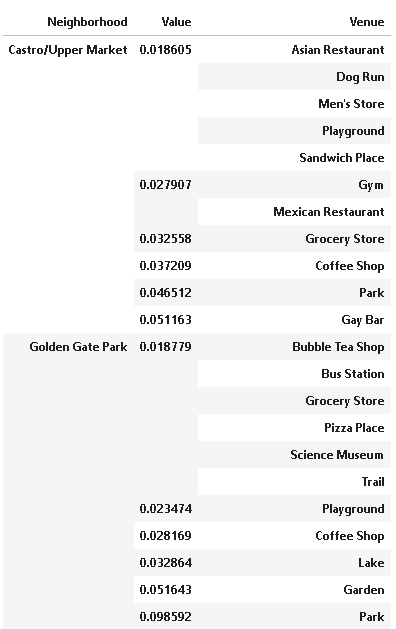 Neighborhood Value Venue
Castro/Upper Market 0.018605 Asian Restaurant
Dog Run
Men's Store
Playground
Sandwich Place
0.027907 Gym
Mexican Restaurant
0.032558 Grocery Store
0.037209 Coffee Shop
0.046512 Park
0.051163 Gay Bar
Golden Gate Park 0.018779 Bubble Tea Shop
Bus Station
Grocery Store
Pizza Place
Science Museum
Trail
0.023474 Playground
0.028169 Coffee Shop
0.032864 Lake
0.051643 Garden
0.098592 Park